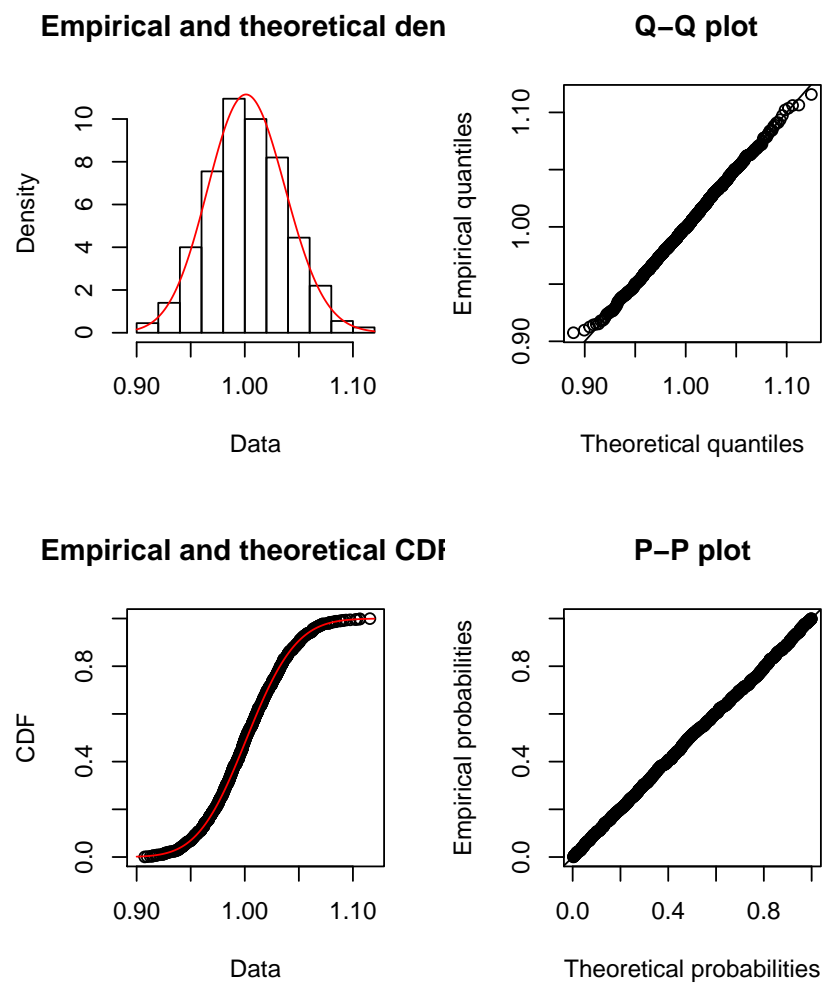 Empirical and theoretical den
Density
0 2 4 6 8 10
0.90 1.00 1.10
Data
Q−Q plot
Empirical quantiles
0.90 1.00 1.10
0.90 1.00 1.10
Theoretical quantiles
Empirical and theoretical CDF
CDF
0.0 0.4 0.8
0.90 1.00 1.10
Data
P−P plot
Empirical probabilities
0.0 0.4 0.8
0.0 0.4 0.8
Theoretical probabilities